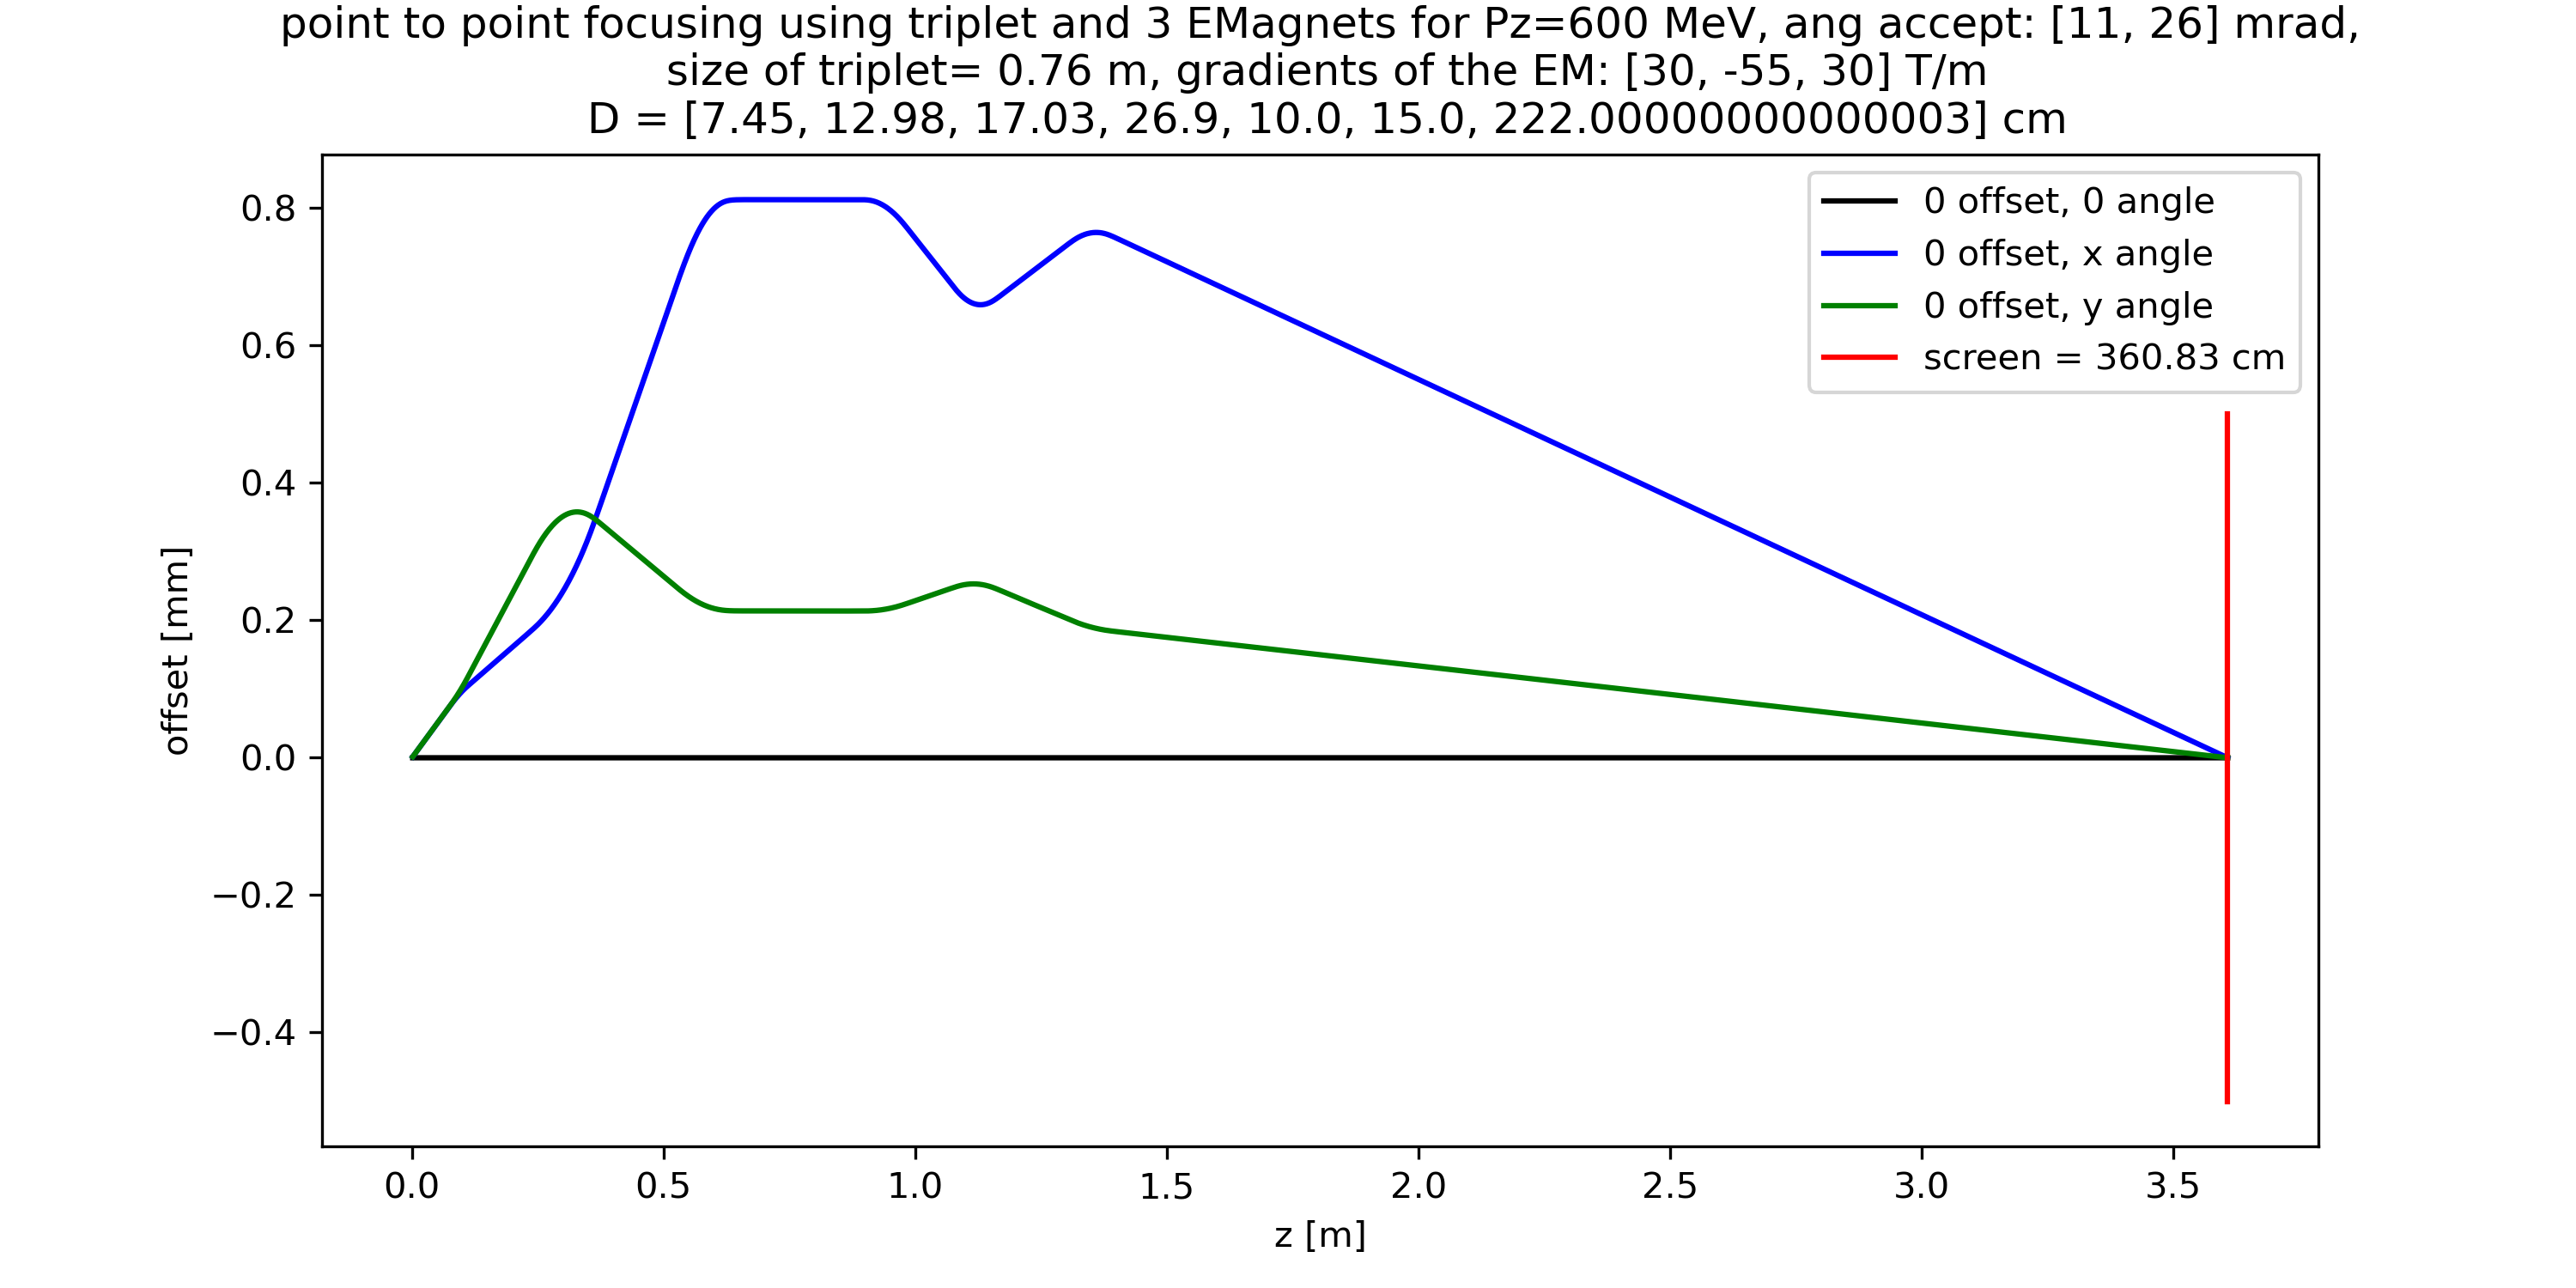 point to point focusing using triplet and 3 EMagnets for Pz=600 MeV, ang accept: [11, 26] mrad,
size of triplet= 0.76 m, gradients of the EM: [30, -55, 30] T/m
D = [7.45, 12.98, 17.03, 26.9, 10.0, 15.0, 222.00000000000003] cm
0 offset, 0 angle
0 offset, x angle
0 offset, y angle
screen = 360.83 cm
offset [mm]
0.8
0.6
0.4
0.2
0.0
−0.2
−0.4
0.0 0.5 1.0 1.5 2.0 2.5 3.0 3.5
z [m]